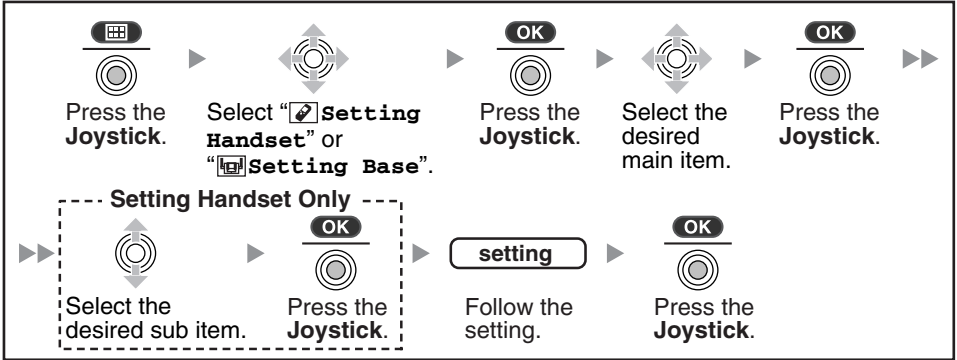 OK OK
Press the Select “Setting Press the Select the Press the
Joystick. Handset” or Joystick. desired Joystick.
“Setting Base”. main item.
Setting Handset Only
OK OK
setting
Select the Press the Follow the Press the
desired sub item. Joystick. setting. Joystick.